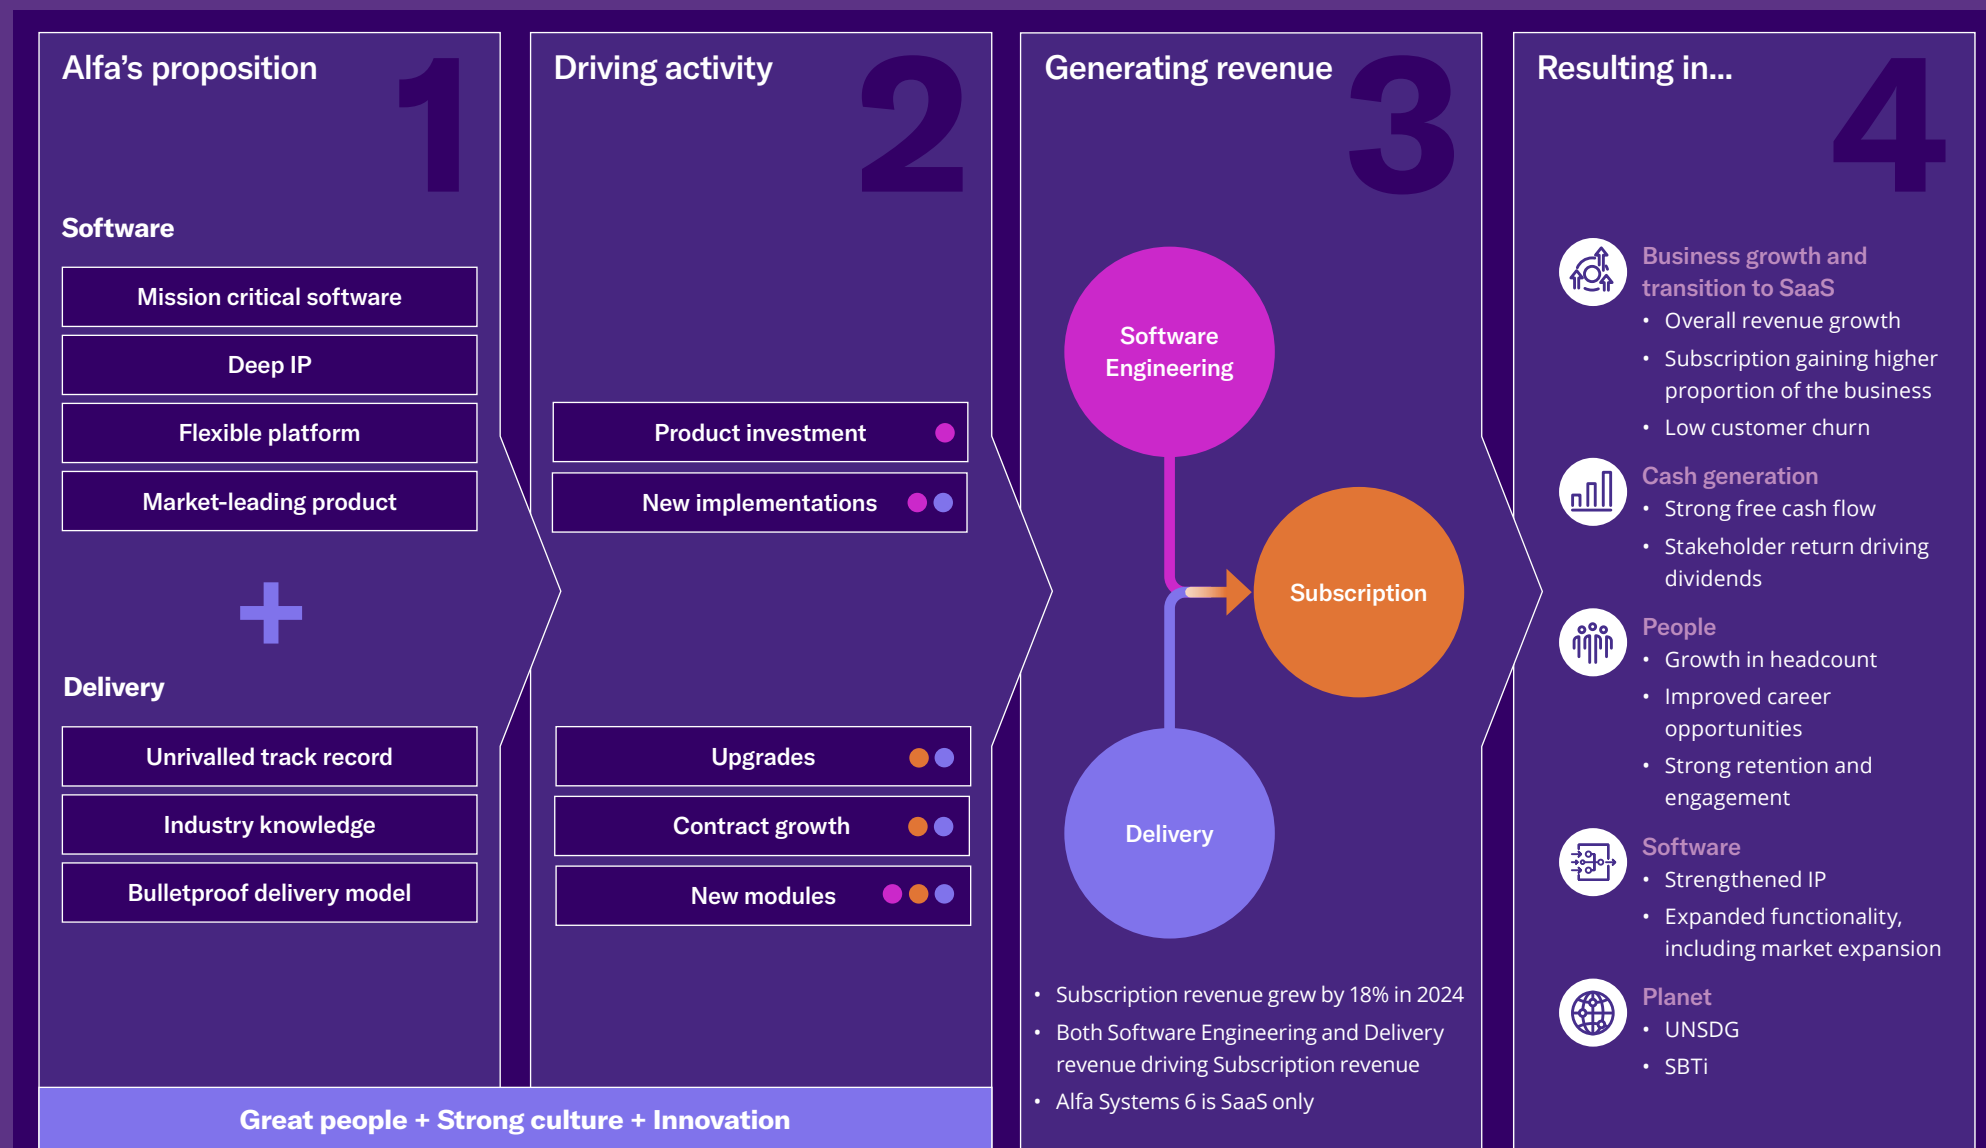 Alfa's proposition
1
Software
Mission critical software
Deep IP
Flexible platform
Market-leading product
+
Delivery
Unrivalled track record
Industry knowledge
Bulletproof delivery model
Driving activity
2
Product investment
New implementations
Upgrades
Contract growth
New modules
Great people + Strong culture + Innovation
Generating revenue
3
Software
Engineering
Subscription
Delivery
• Subscription revenue grew by 18% in 2024
• Both Software Engineering and Delivery
revenue driving Subscription revenue
• Alfa Systems 6 is SaaS only
Resulting in...
4
Business growth and
transition to SaaS
• Overall revenue growth
• Subscription gaining higher
proportion of the business
• Low customer churn
Cash generation
• Strong free cash flow
• Stakeholder return driving
dividends
People
• Growth in headcount
• Improved career
opportunities
• Strong retention and
engagement
Software
• Strengthened IP
• Expanded functionality,
including market expansion
Planet
• UNSDG
• SBTi